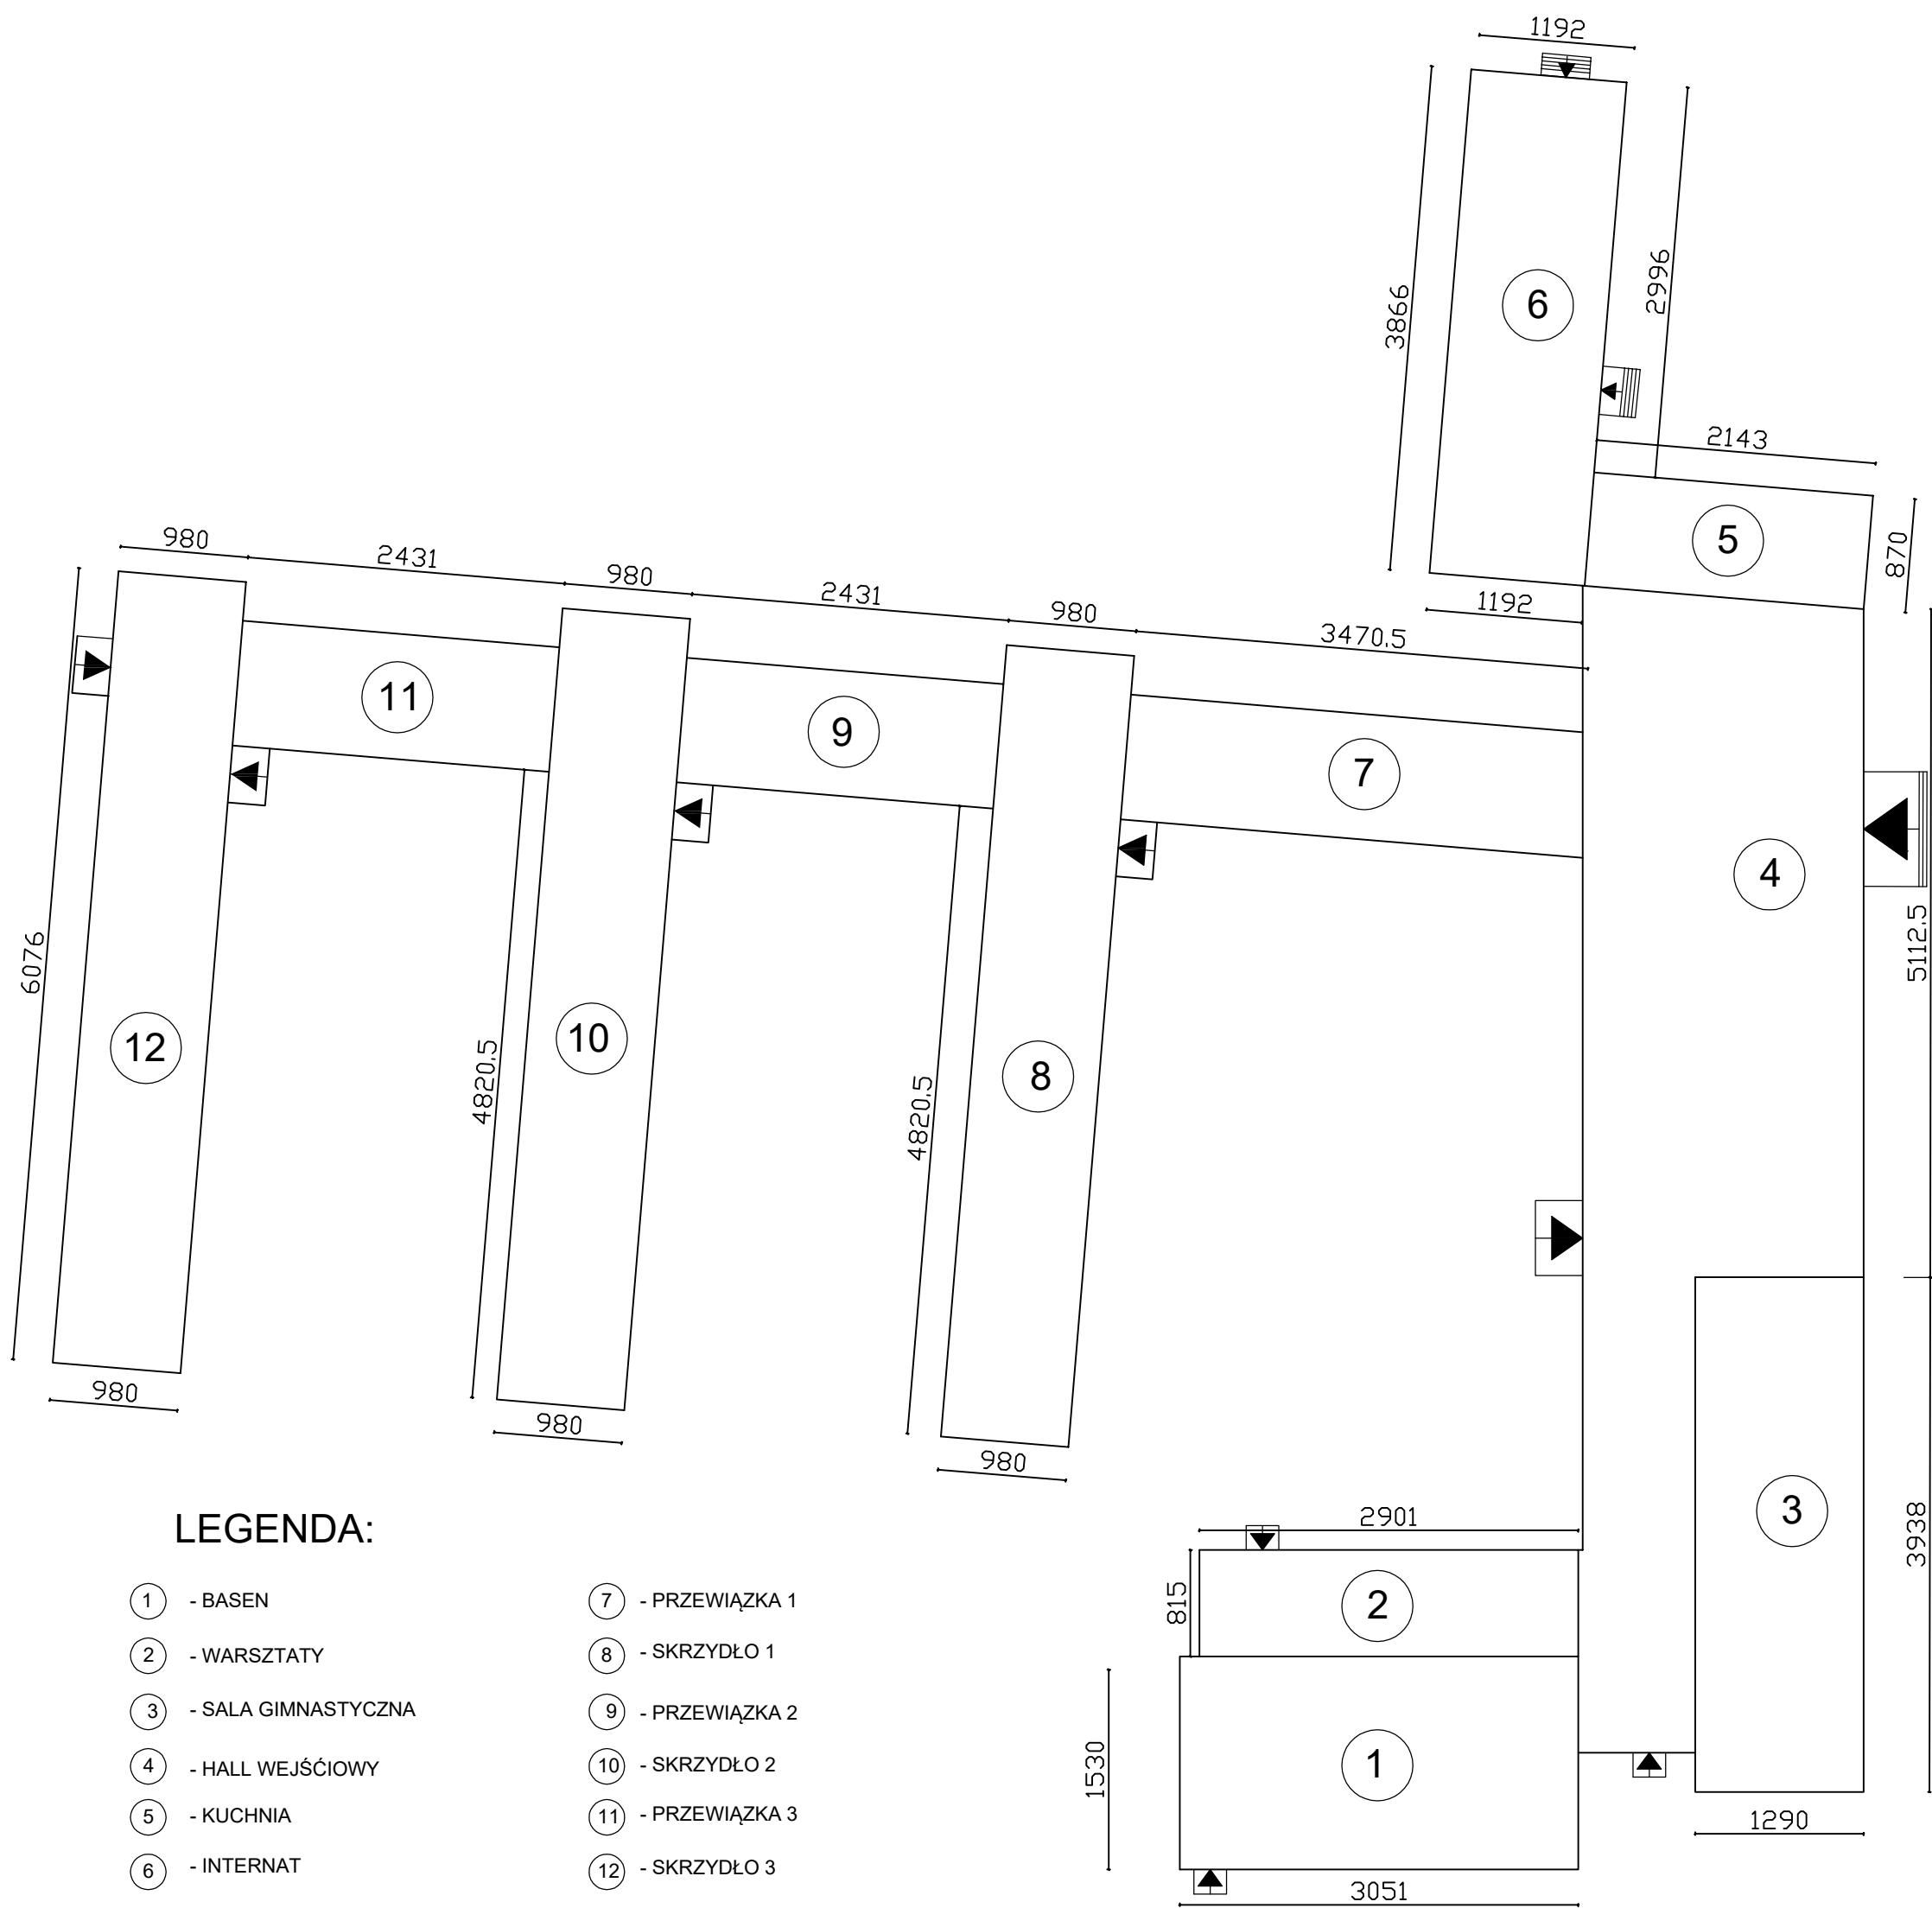 1192
3866
2996
6
2143
5
870
980
2431
980
2431
980
3470.5
1192
11
9
7
4
5112.5
6076
12
4820.5
10
4820.5
8
980
980
980
3
3938
2901
815
2
1530
1
1290
3051
LEGENDA:
1 - BASEN
2 - WARSZTATY
3 - SALA GIMNASTYCZNA
4 - HALL WEJŚĆIOWY
5 - KUCHNIA
6 - INTERNAT
7 - PRZEWIĄZKA 1
8 - SKRZYDŁO 1
9 - PRZEWIĄZKA 2
10 - SKRZYDŁO 2
11 - PRZEWIĄZKA 3
12 - SKRZYDŁO 3